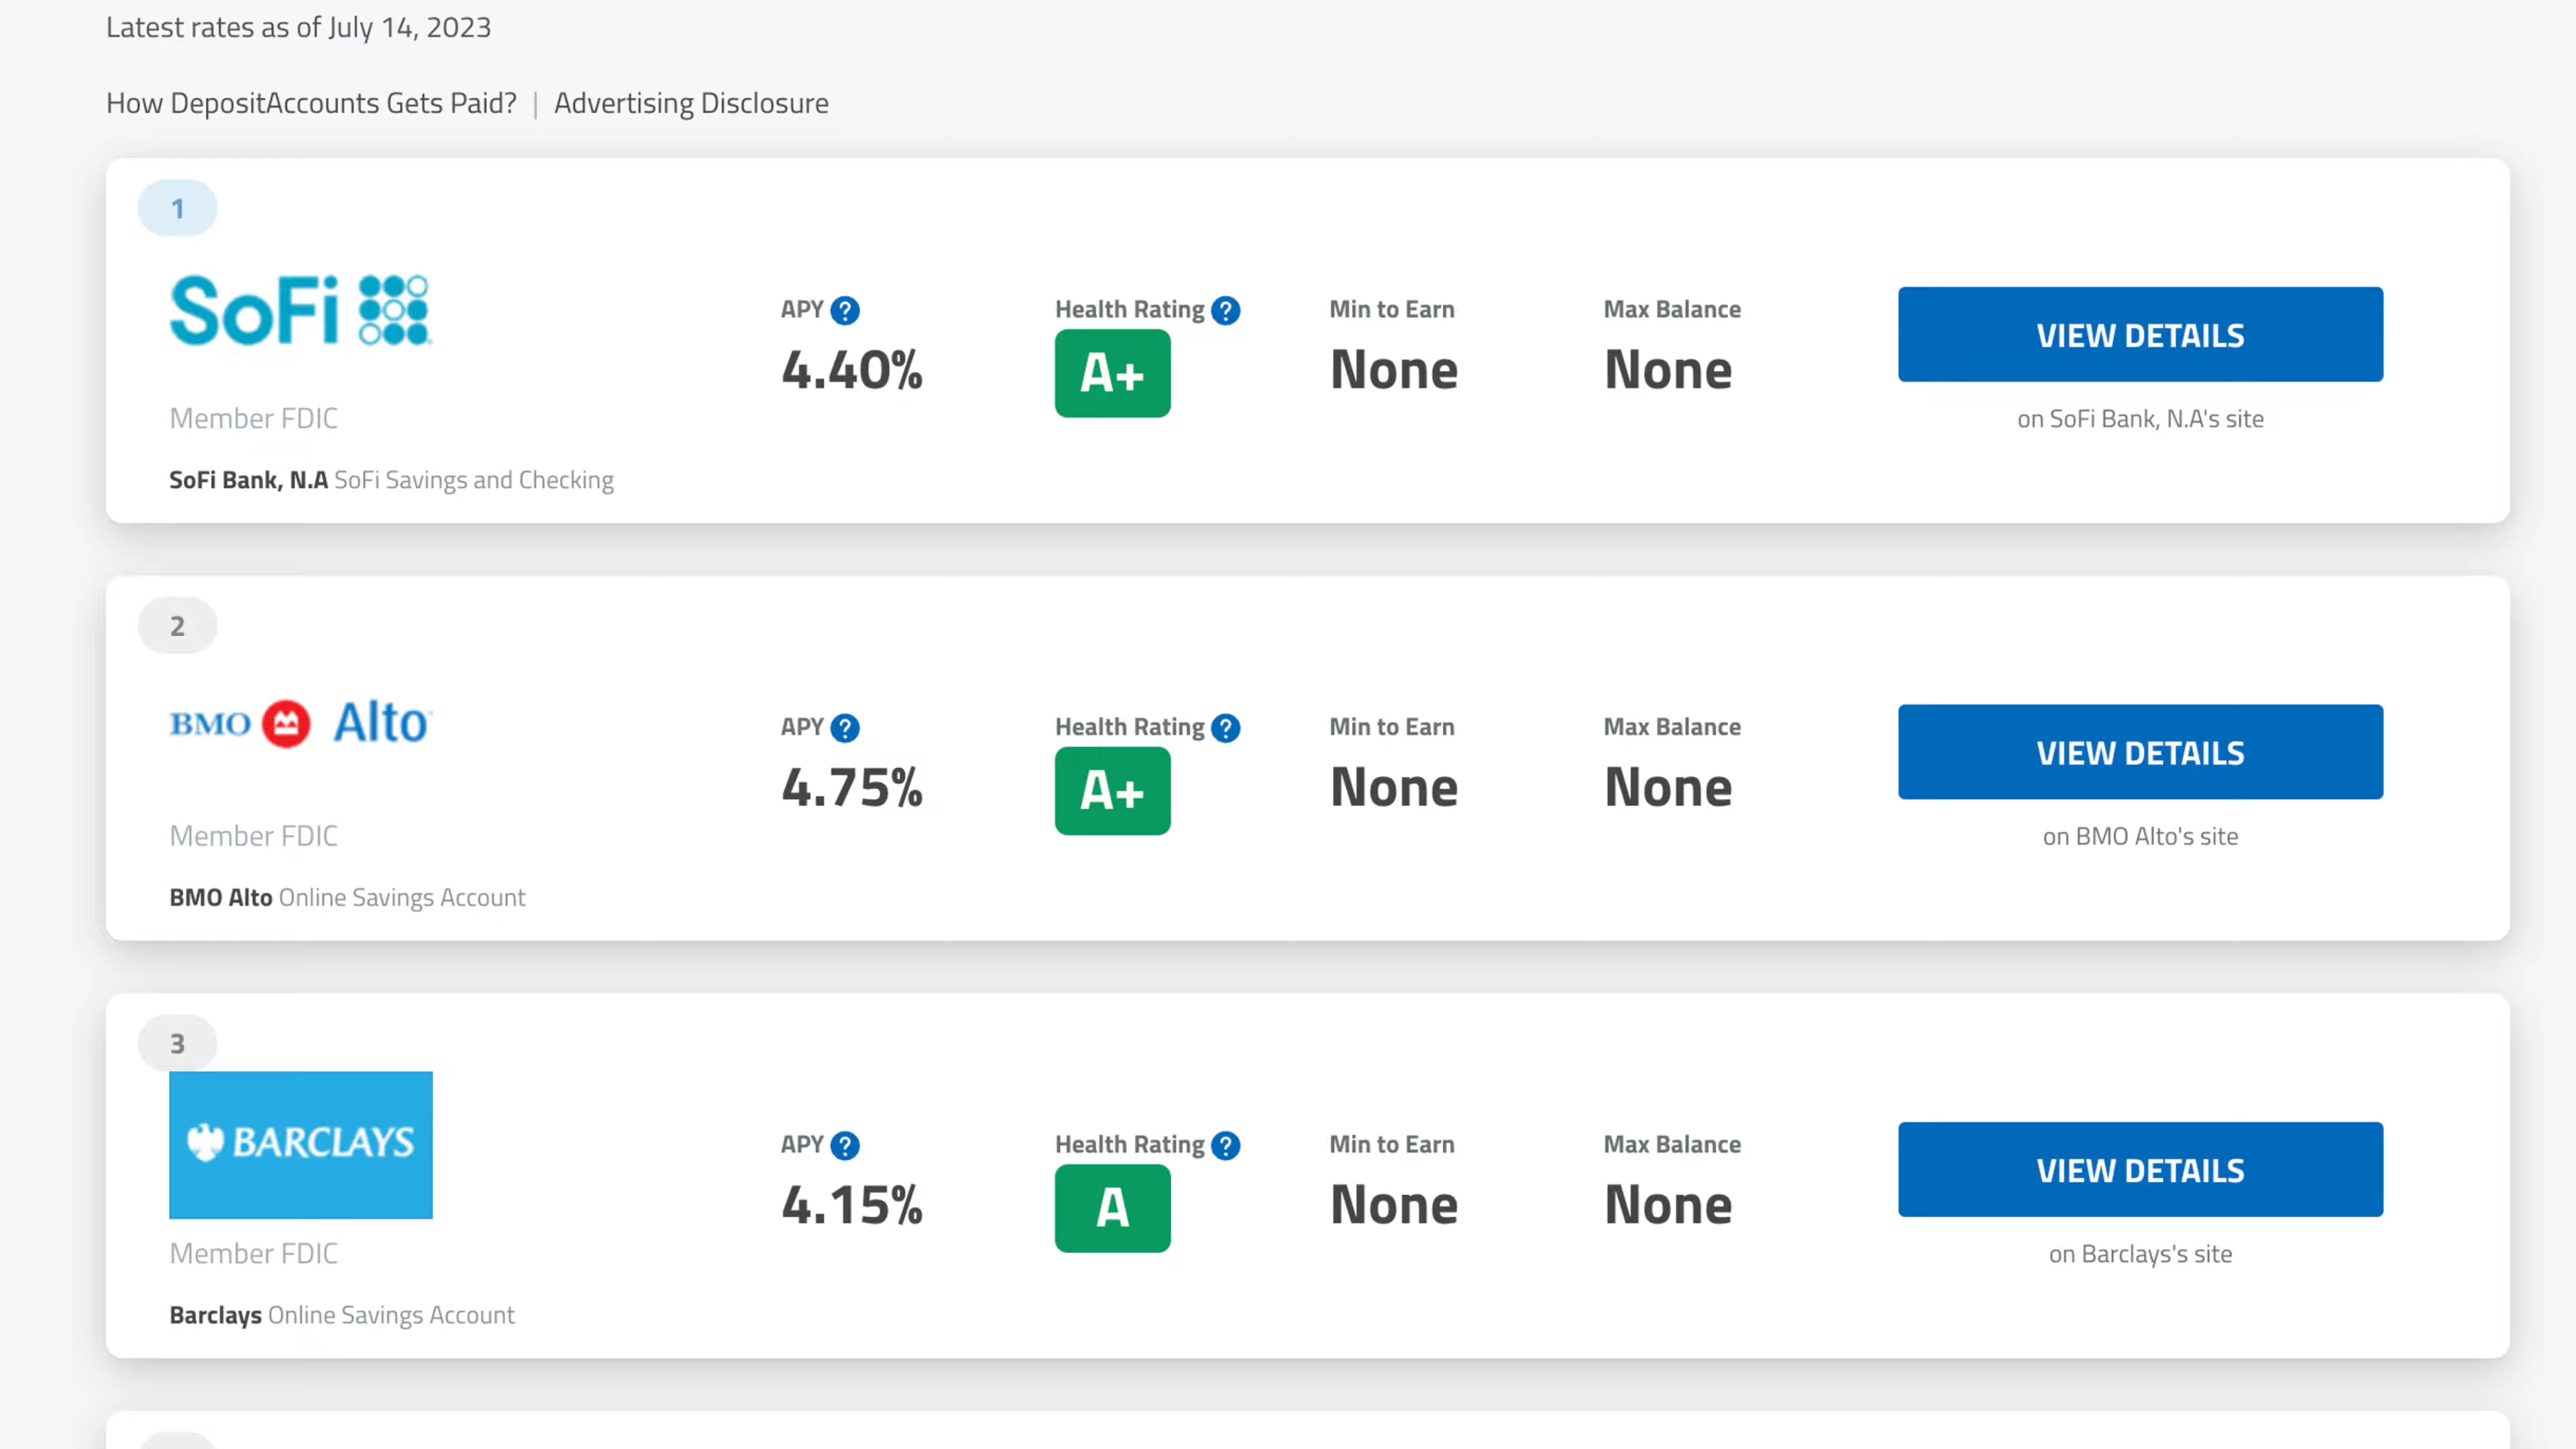 Latest rates as of July 14, 2023
How DepositAccounts Gets Paid? | Advertising Disclosure
1
SoFi
Member FDIC
SoFi Bank, N.A SoFi Savings and Checking
APY ?
4.40%
Health Rating ?
A+
Min to Earn
None
Max Balance
None
VIEW DETAILS
on SoFi Bank, N.A's site
2
BMO Alto
Member FDIC
BMO Alto Online Savings Account
APY ?
4.75%
Health Rating ?
A+
Min to Earn
None
Max Balance
None
VIEW DETAILS
on BMO Alto's site
3
BARCLAYS
Member FDIC
Barclays Online Savings Account
APY ?
4.15%
Health Rating ?
A
Min to Earn
None
Max Balance
None
VIEW DETAILS
on Barclays's site